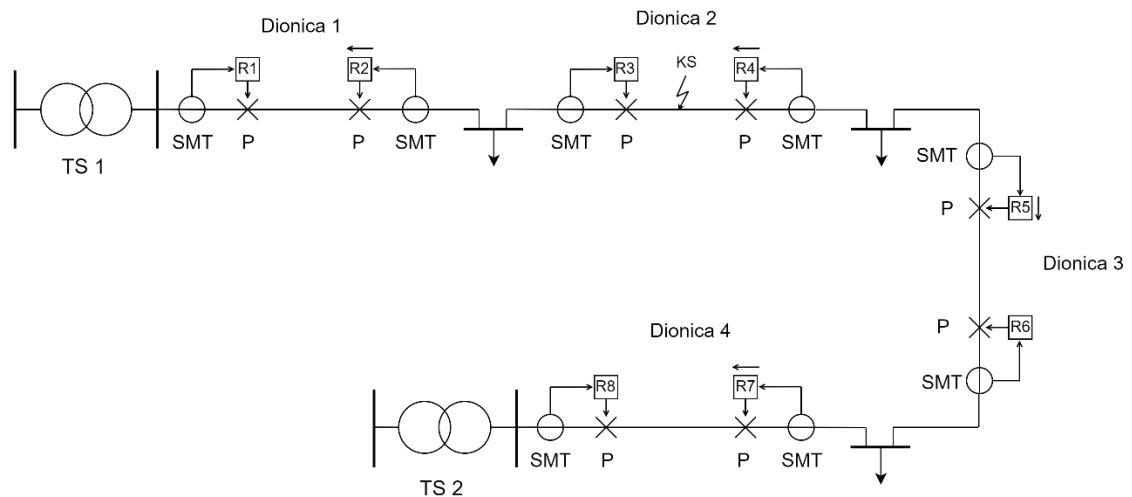 Dionica 1
Dionica 2
R1
R2
R3
KS
R4
SMT
P
P
SMT
SMT
P
P
SMT
TS 1
SMT
P
R5
Dionica 3
P
R6
SMT
Dionica 4
R8
R7
SMT
P
P
SMT
TS 2